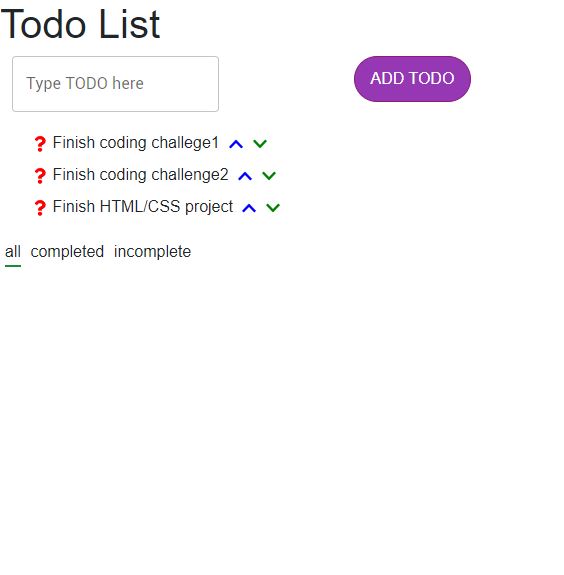 Todo List
Type TODO here
ADD TODO
? Finish coding challege1
? Finish coding challenge2
? Finish HTML/CSS project
all completed incomplete